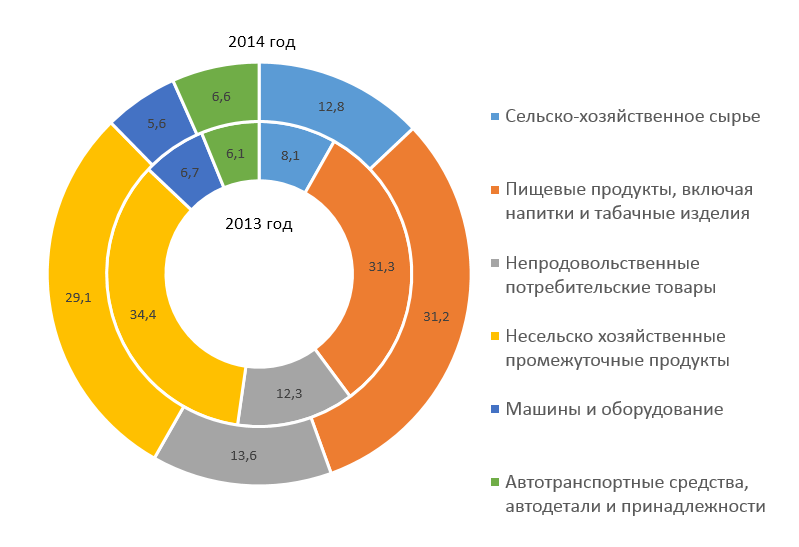 2014 год
6,6
12,8
5,6
6,1
8,1
6,7
2013 год
31,3
29,1
34,4
31,2
12,3
13,6
Сельско-хозяйственное сырье
Пищевые продукты, включая
напитки и табачные изделия
Непродовольственные
потребительские товары
Несельско хозяйственные
промежуточные продукты
Машины и оборудование
Автотранспортные средства,
автодетали и принадлежности